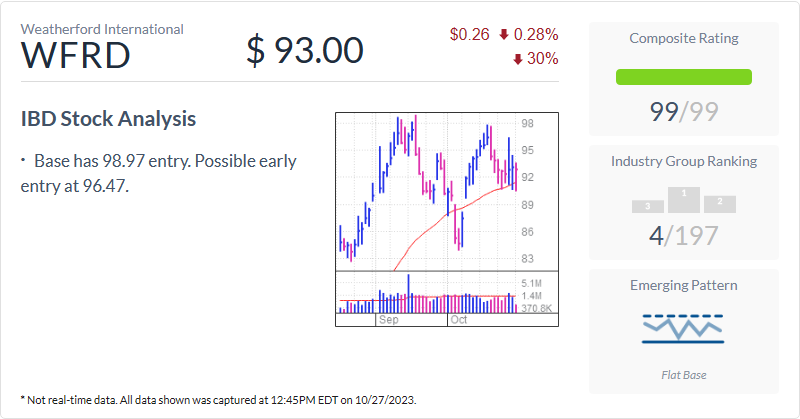 Weatherford International
WFRD
$ 93.00
$0.26 0.28%
30%
IBD Stock Analysis
· Base has 98.97 entry. Possible early
entry at 96.47.
98
95
92
89
86
83
5.1M
1.4M
370.8K
Sep
Oct
Composite Rating
99/99
Industry Group Ranking
3
1
2
4/197
Emerging Pattern
Flat Base
* Not real-time data. All data shown was captured at 12:45PM EDT on 10/27/2023.